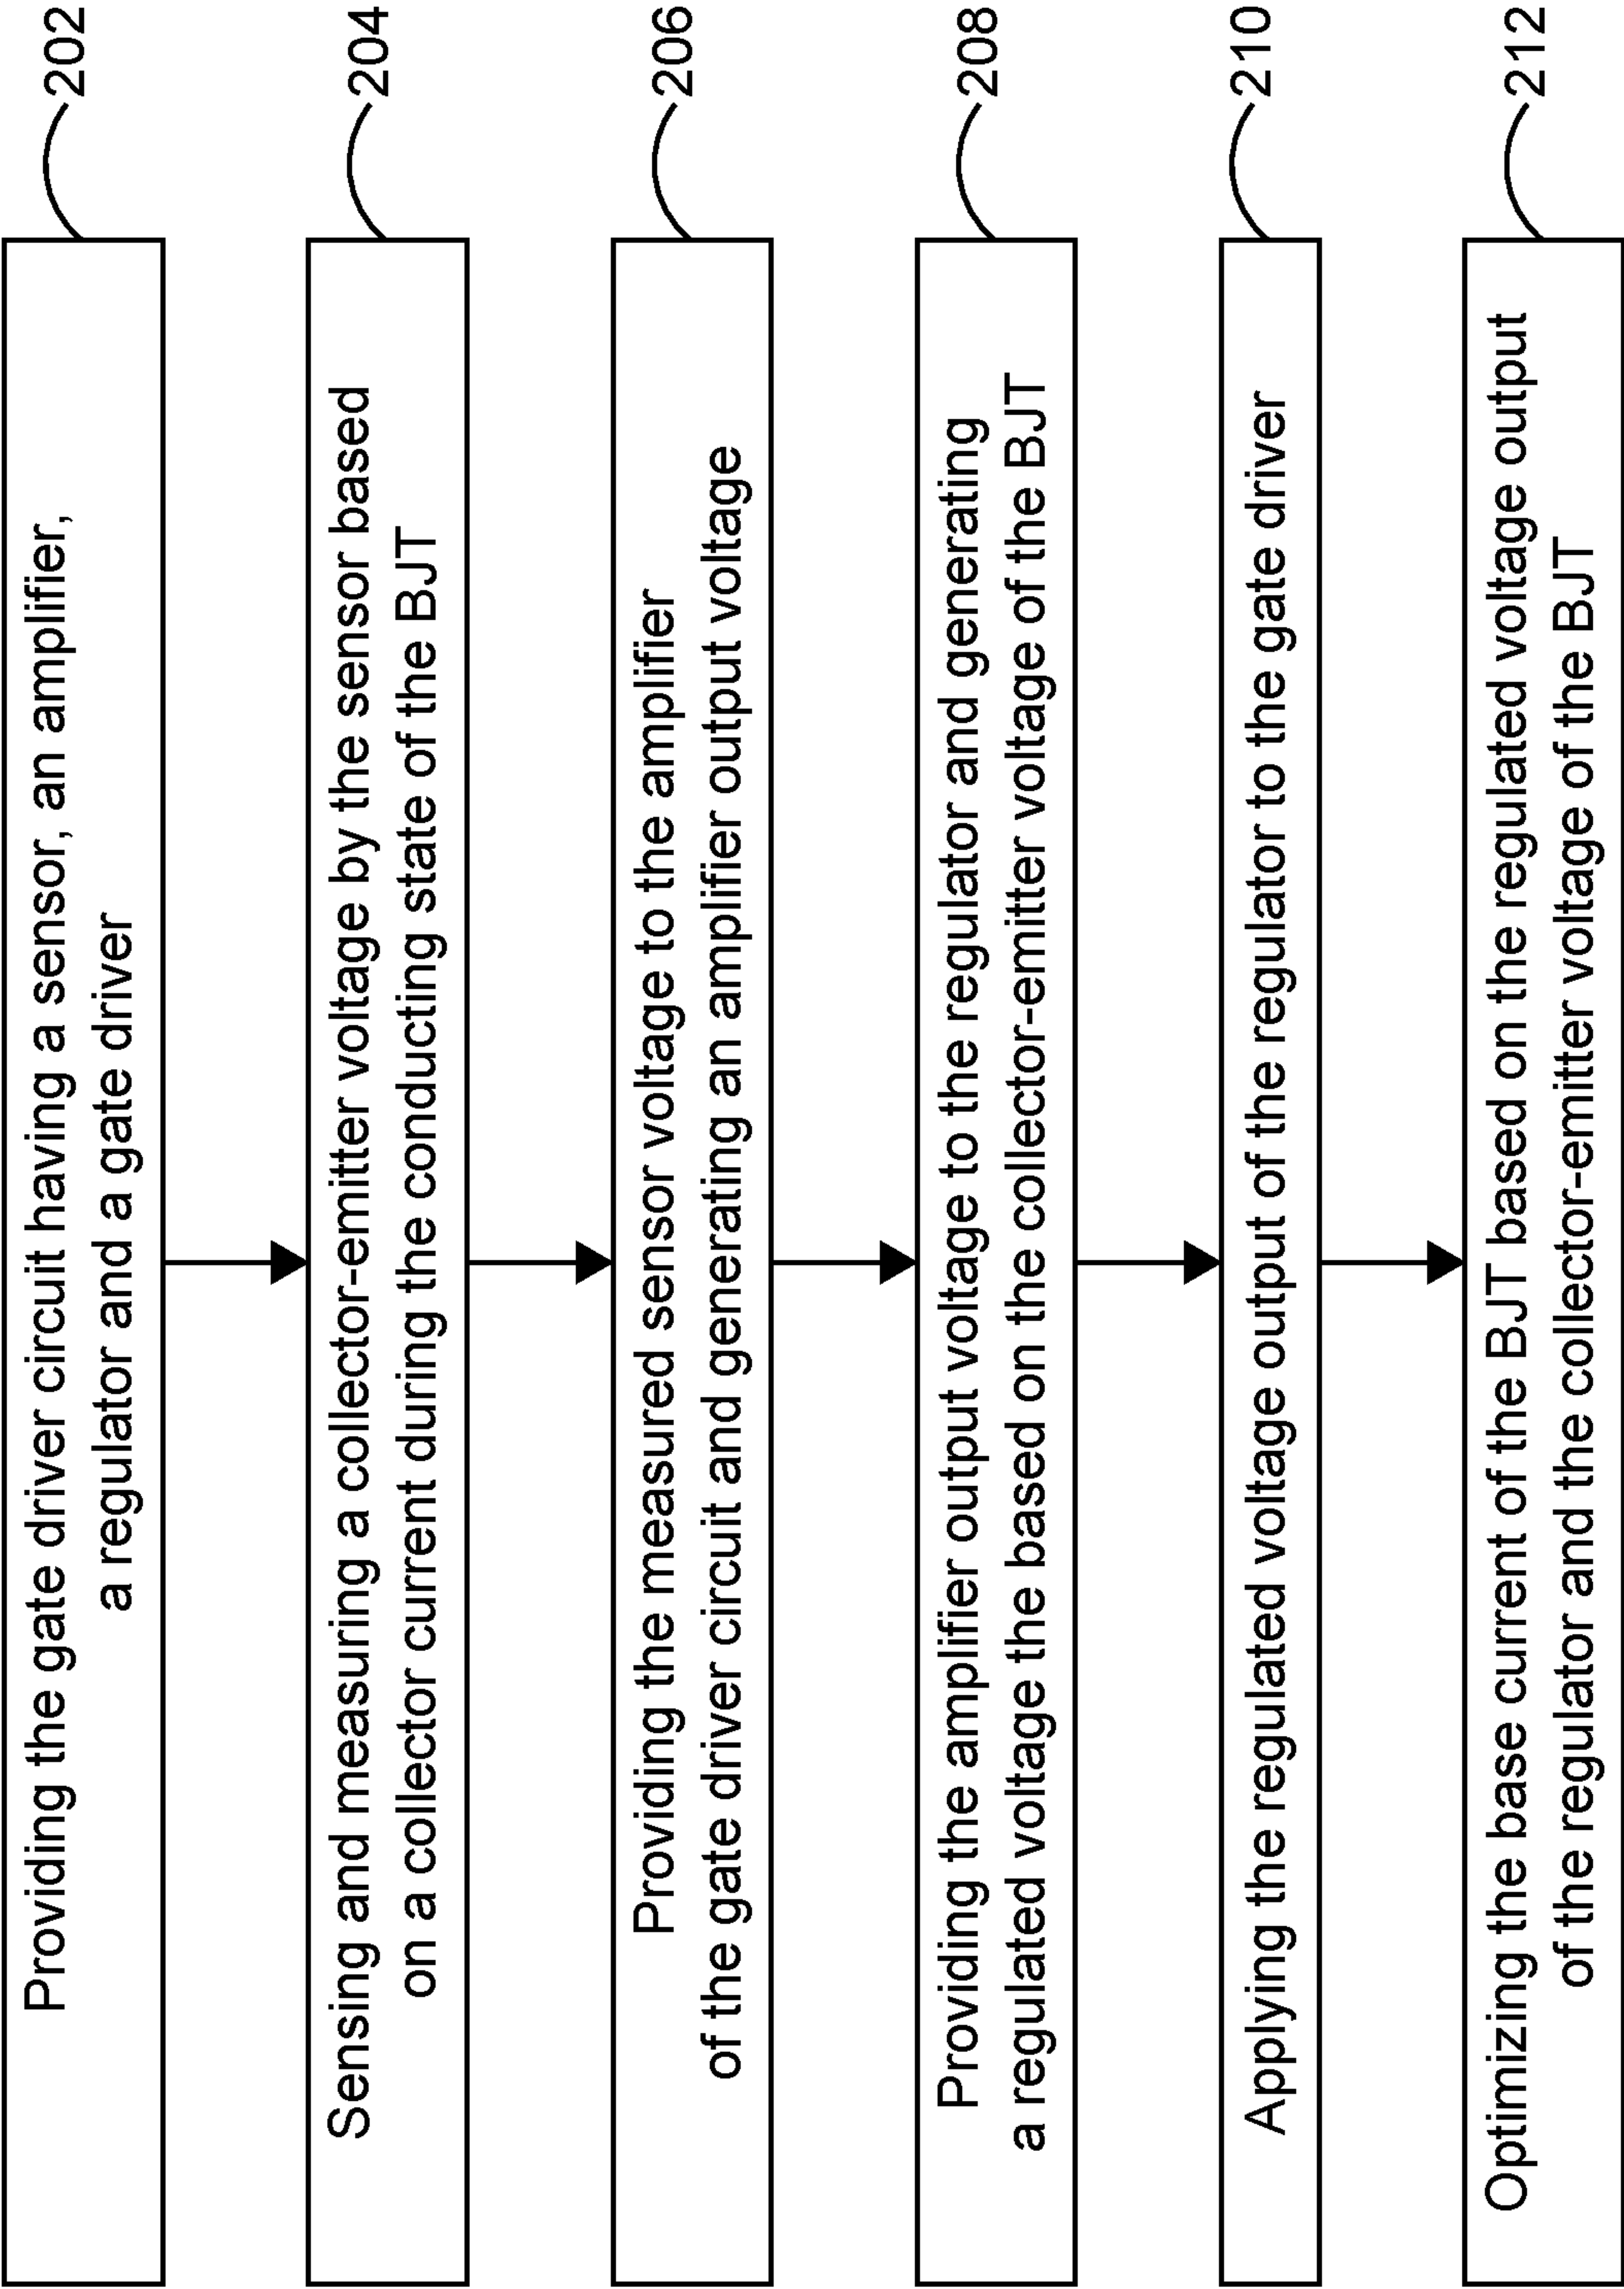 Providing the gate driver circuit having a sensor, an amplifier,
a regulator and a gate driver
202
Sensing and measuring a collector-emitter voltage by the sensor based
on a collector current during the conducting state of the BJT
204
Providing the measured sensor voltage to the amplifier
of the gate driver circuit and generating an amplifier output voltage
206
Providing the amplifier output voltage to the regulator and generating
a regulated voltage the based on the collector-emitter voltage of the BJT
208
Applying the regulated voltage output of the regulator to the gate driver
210
Optimizing the base current of the BJT based on the regulated voltage output
of the regulator and the collector-emitter voltage of the BJT
212